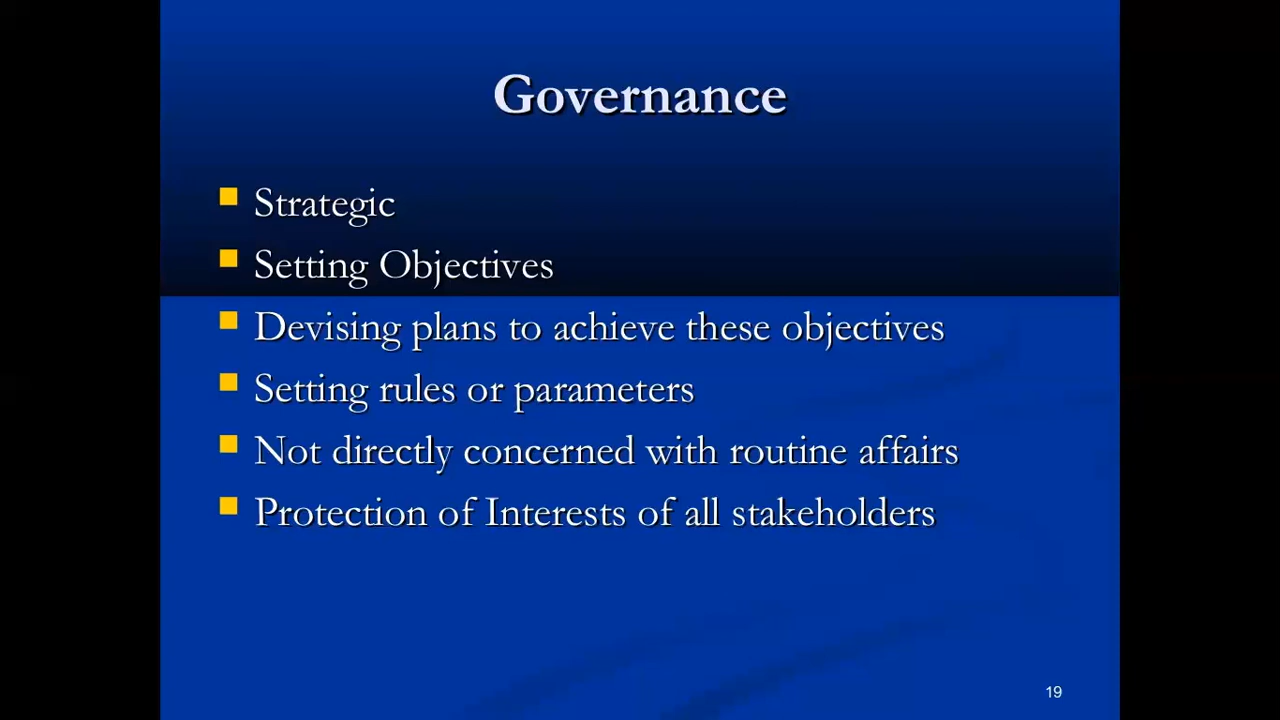 Governance
Strategic
Setting Objectives
Devising plans to achieve these objectives
Setting rules or parameters
Not directly concerned with routine affairs
Protection of Interests of all stakeholders
19